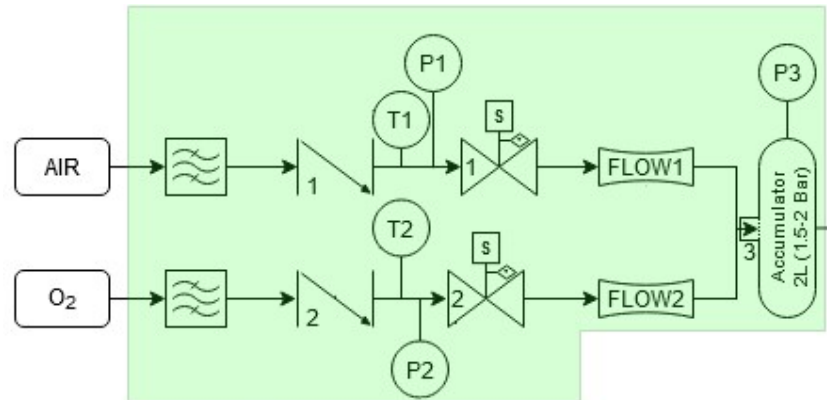 P1
P3
T1
S
AIR
1
1
FLOW1
Accumulator
2L (1.5-2 Bar)
T2
S
3
O₂
2
2
FLOW2
P2